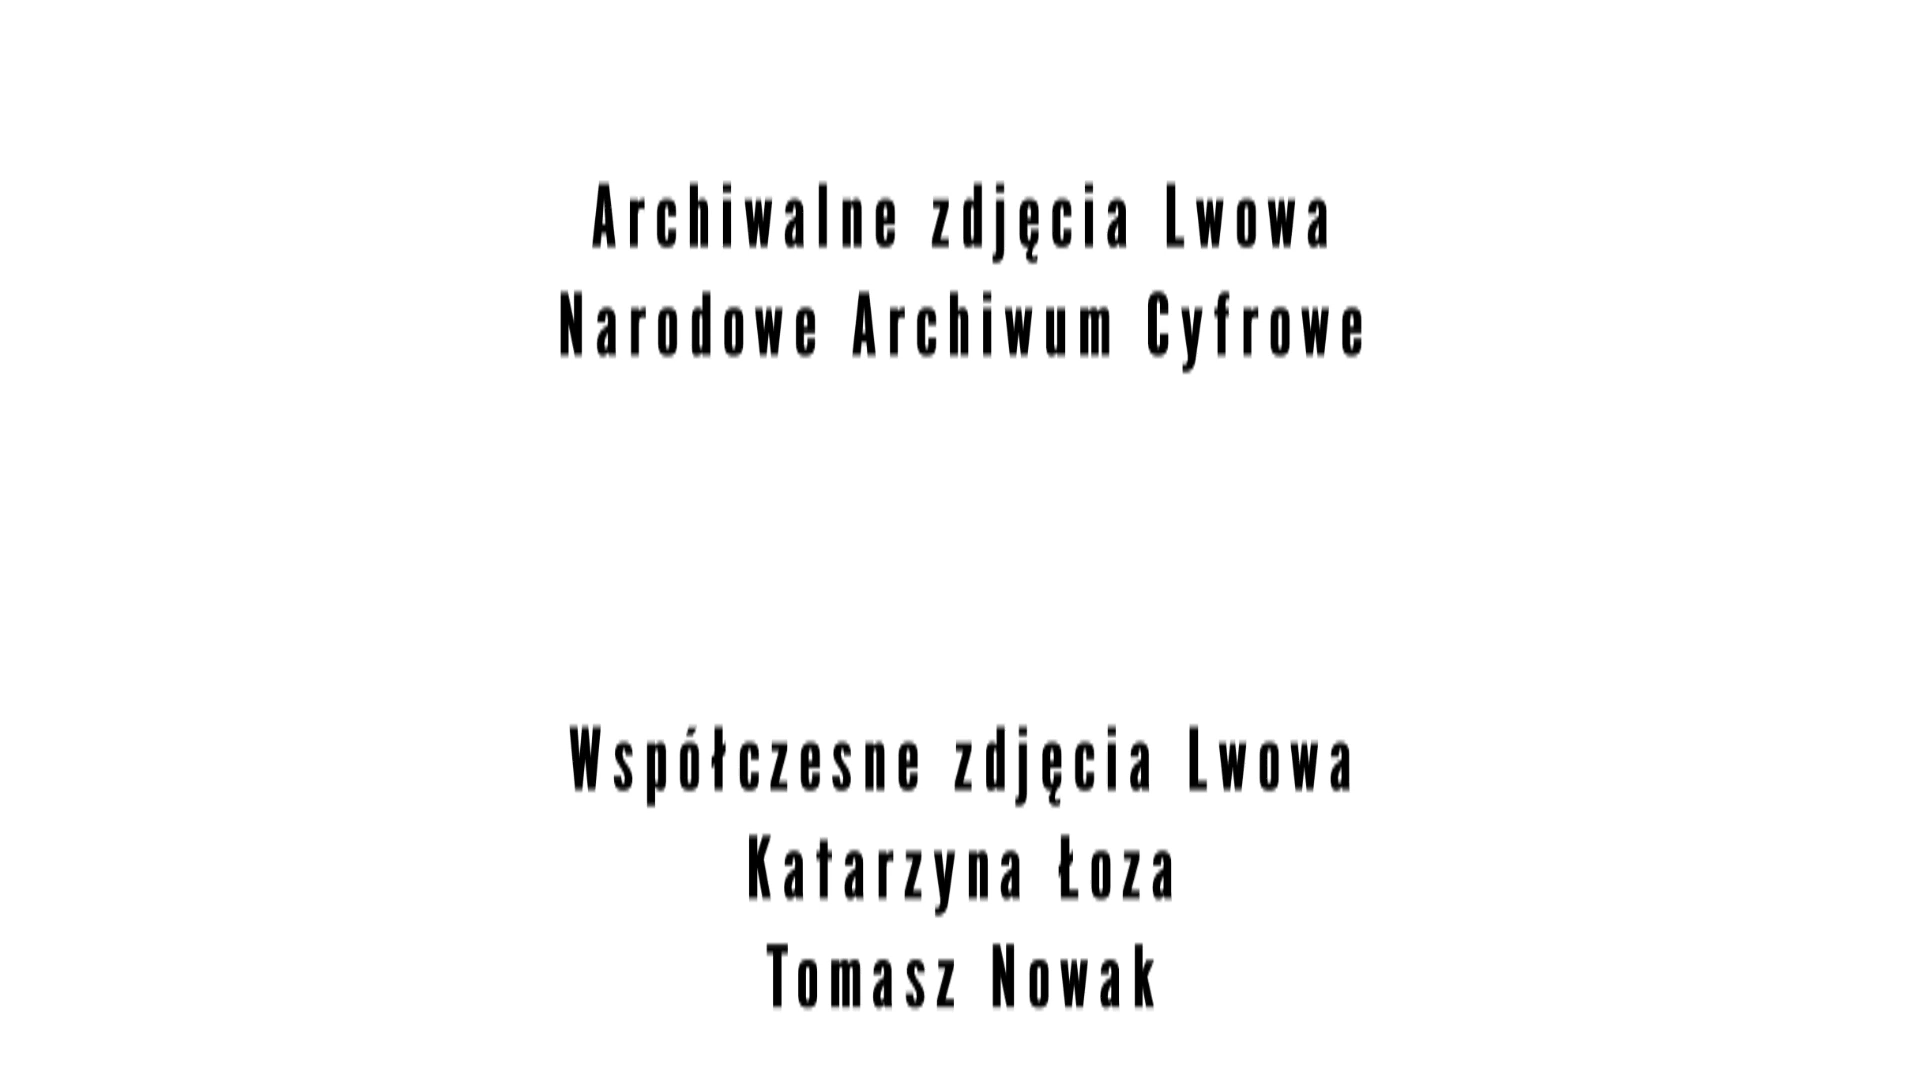 Archiwalne zdjęcia Lwowa
Narodowe Archiwum Cyfrowe
Współczesne zdjęcia Lwowa
Katarzyna Łoza
Tomasz Nowak